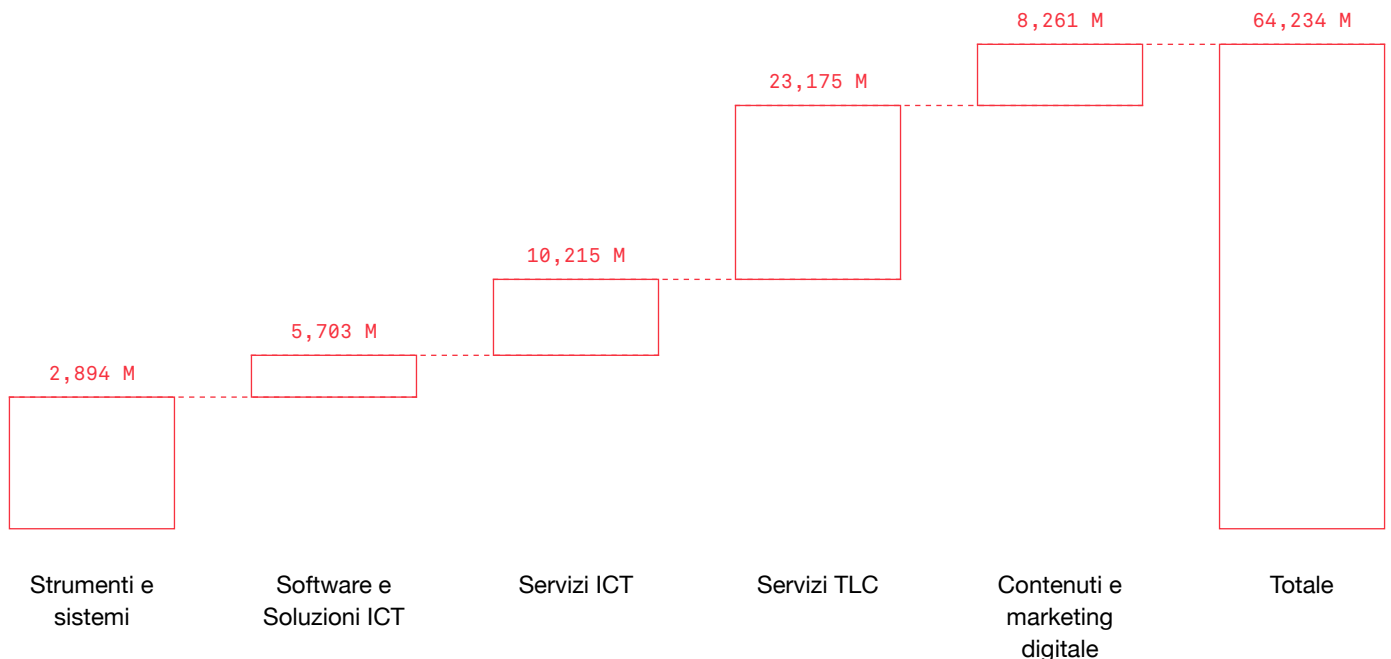 8,261 M
64,234 M
23,175 M
10,215 M
5,703 M
2,894 M
Strumenti e
sistemi
Software e
Soluzioni ICT
Servizi ICT
Servizi TLC
Contenuti e
marketing
digitale
Totale